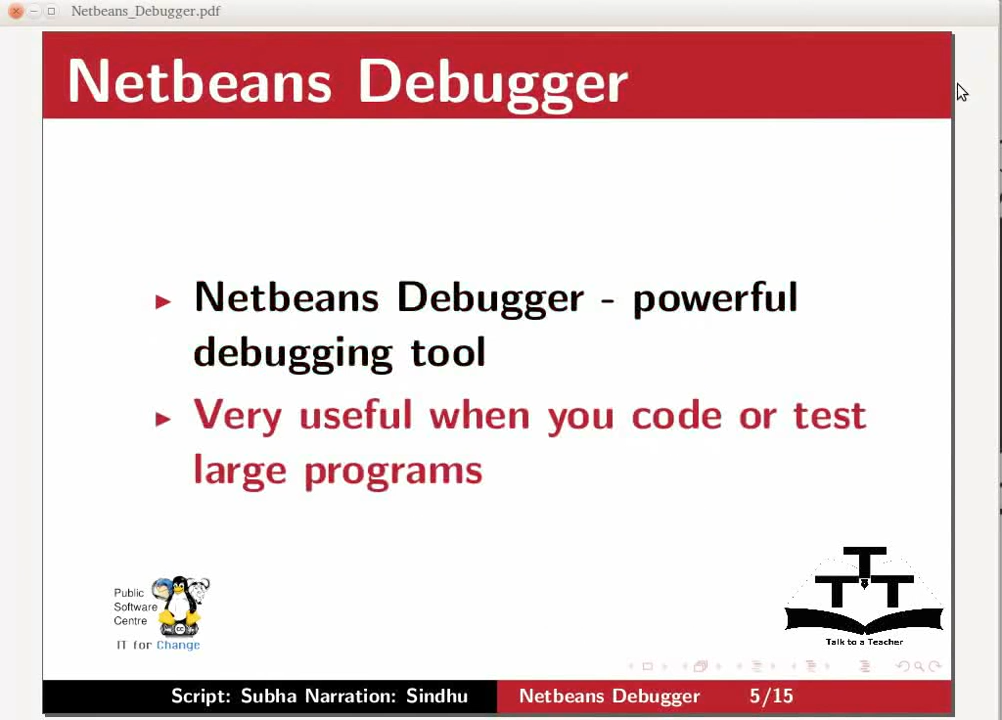 Netbeans_Debugger.pdf
Netbeans Debugger
Netbeans Debugger - powerful
debugging tool
Very useful when you code or test
large programs
Public
Software
Centre
IT for Change
TTT
Talk to a Teacher
Script: Subha Narration: Sindhu
Netbeans Debugger
5/15